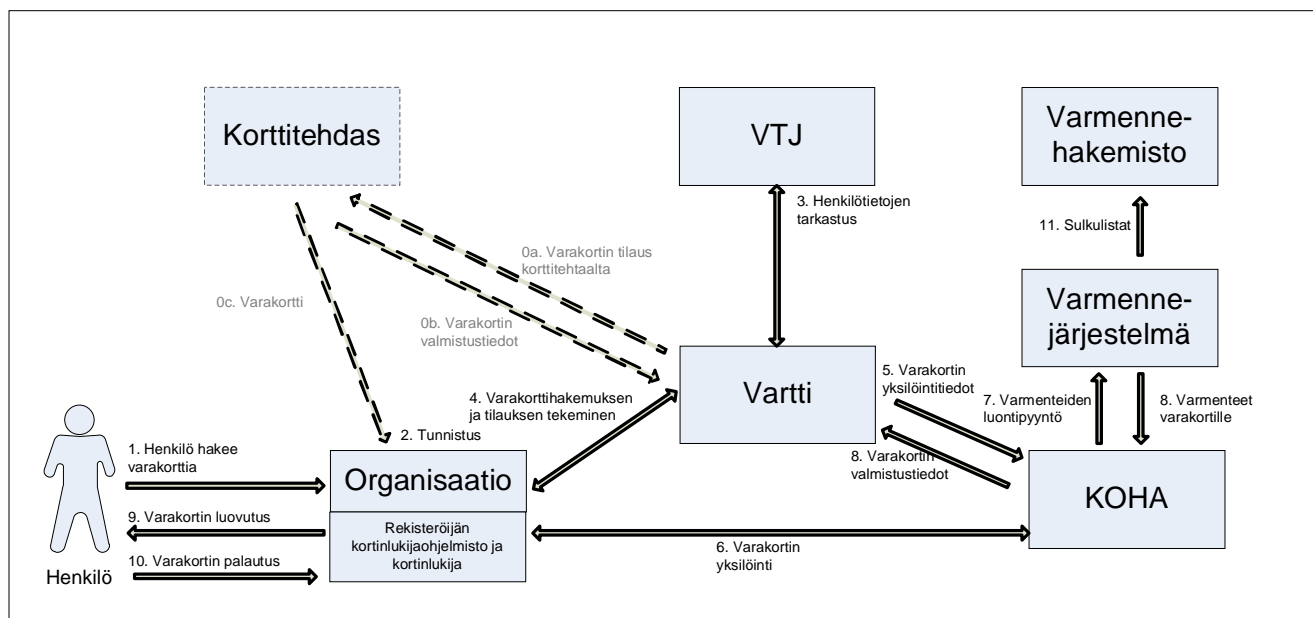 Korttitehdas
VTJ
Varmenne-
hakemisto
3. Henkilötietojen
tarkastus
11. Sulkulistat
0a. Varakortin tilaus
korttitehtaalta
0c. Varakortti
0b. Varakortin
valmistustiedot
Varmenne-
järjestelmä
Vartti
5. Varakortin
yksilöintitiedot
4. Varakorttihakemuksen
ja tilauksen tekeminen
7. Varmenteiden
luontipyyntö
8. Varmenteet
varakortille
2. Tunnistus
1. Henkilö hakee
varakorttia
8. Varakortin
valmistustiedot
Organisaatio
KOHA
9. Varakortin luovutus
Rekisteröijän
kortinlukijaohjelmisto ja
kortinlukija
6. Varakortin
yksilöinti
10. Varakortin palautus
Henkilö